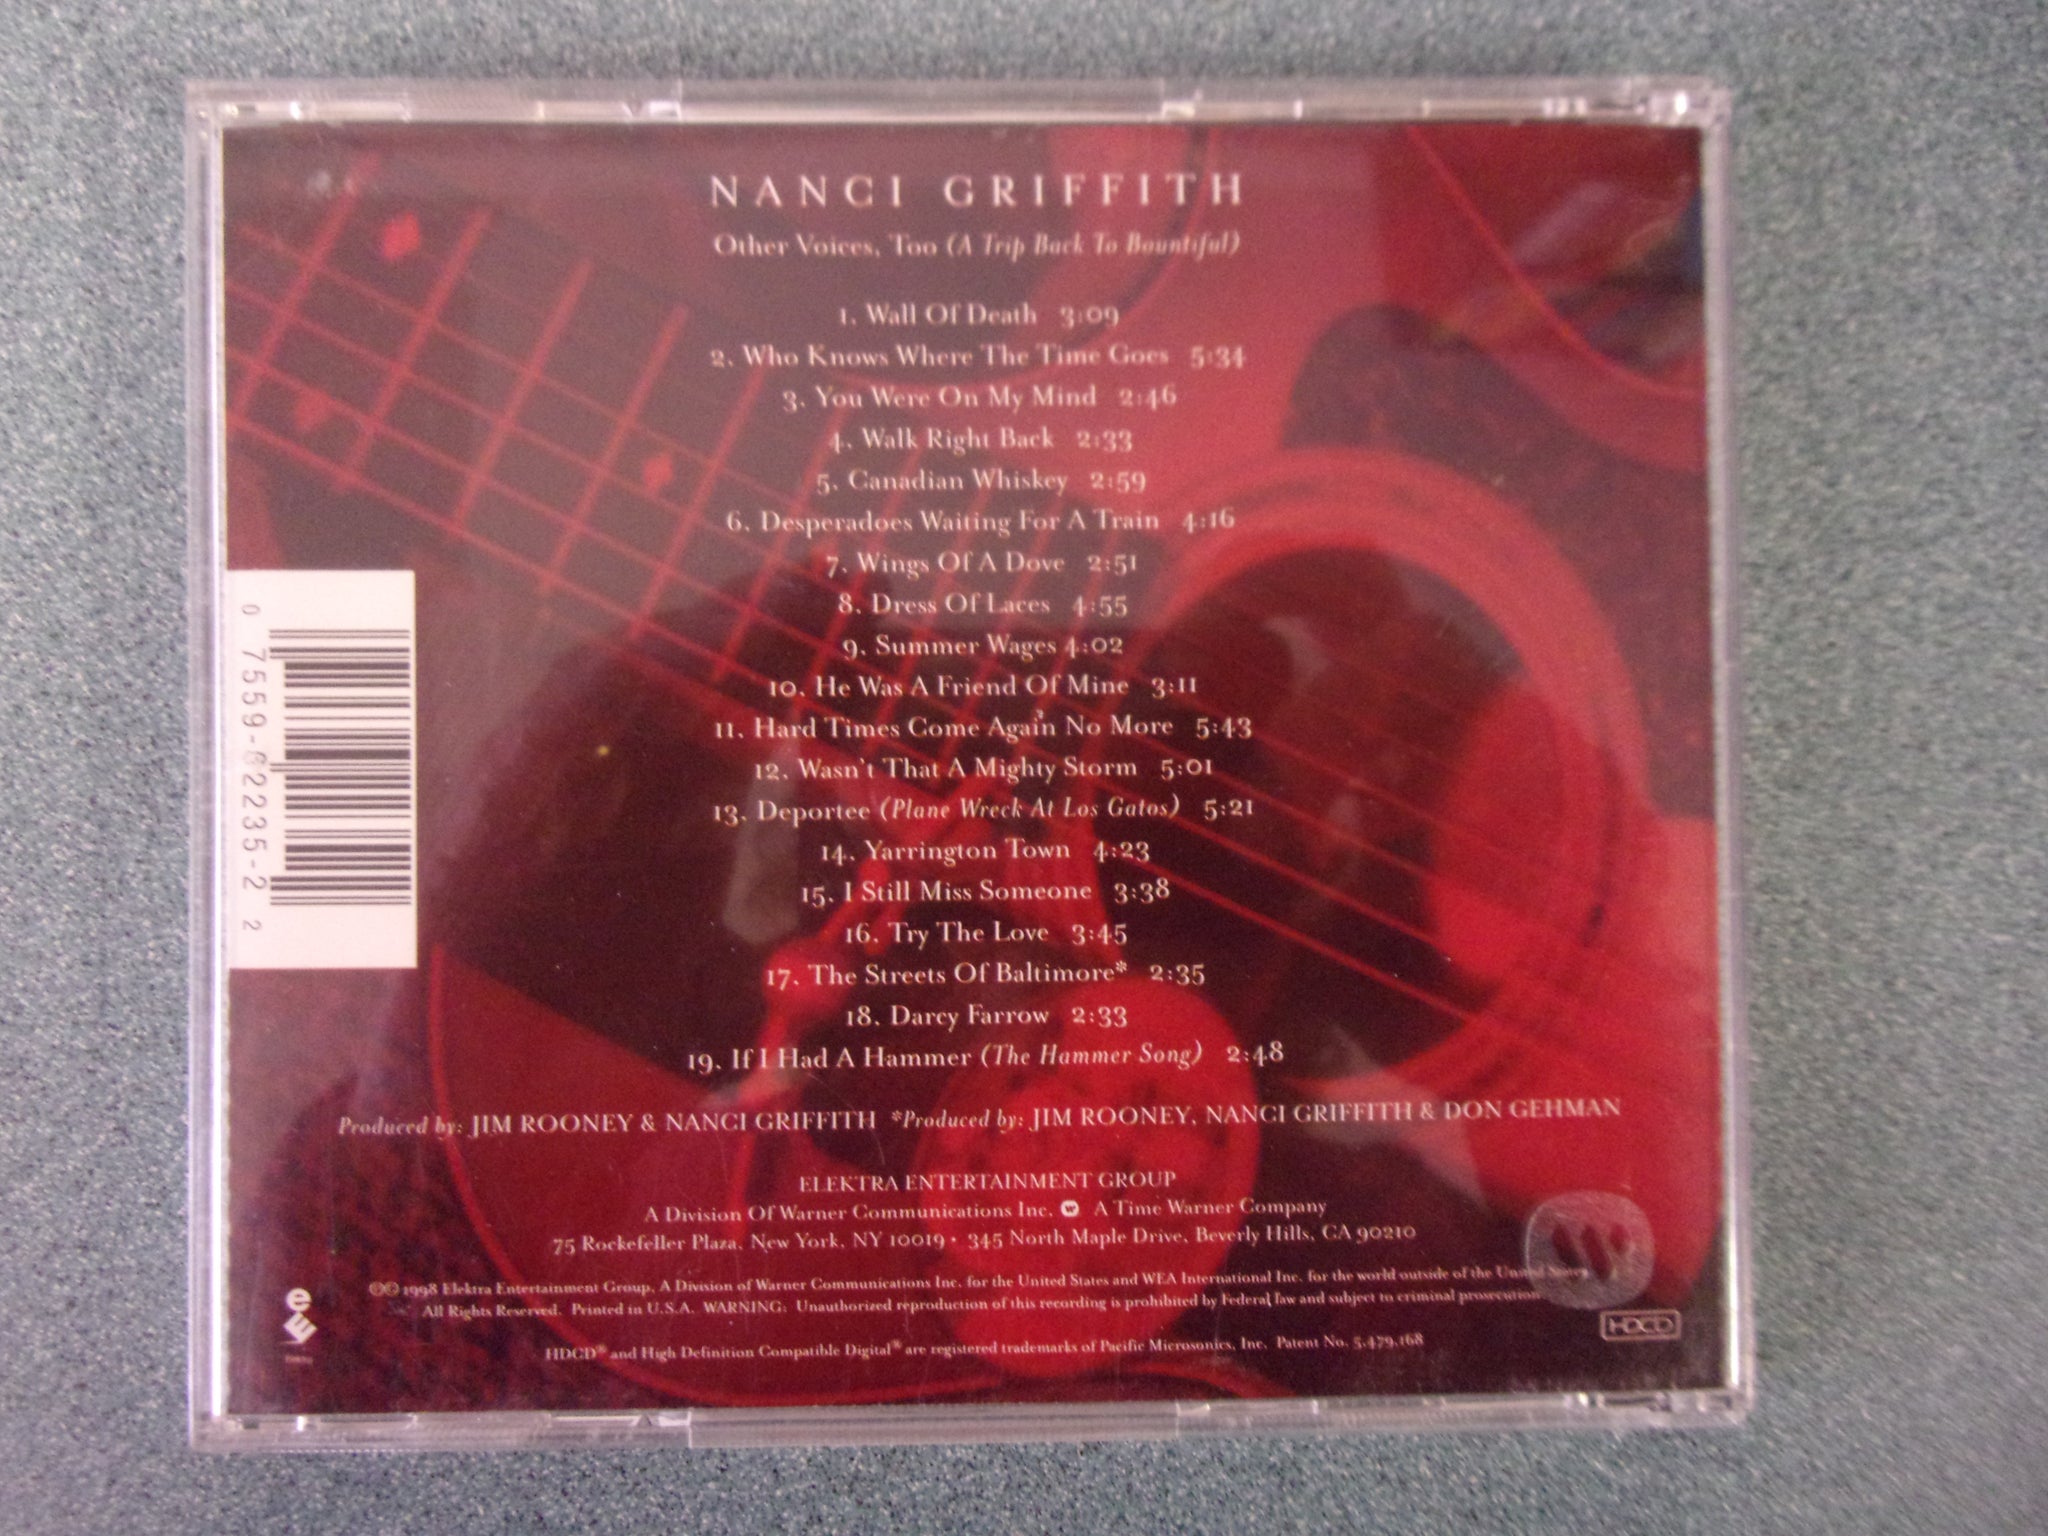 NANCI GRIFFITH
Other Voices, Too (A Trip Back To Bountiful)
1. Wall Of Death 3:09
2. Who Knows Where The Time Goes 5:34
3. You Were On My Mind 2:46
4. Walk Right Back 2:33
5. Canadian Whiskey 2:59
6. Desperadoes Waiting For A Train 4:16
7. Wings Of A Dove 2:51
8. Dress Of Laces 4:55
9. Summer Wages 4:02
10. He Was A Friend Of Mine 3:11
11. Hard Times Come Again No More 5:43
12. Wasn't That A Mighty Storm 5:01
13. Deportee (Plane Wreck At Los Gatos) 5:21
14. Yarrington Town 4:23
15. I Still Miss Someone 3:38
16. Try The Love 3:45
17. The Streets Of Baltimore* 2:35
18. Darcy Farrow 2:33
19. If I Had A Hammer (The Hammer Song) 2:48
Produced by: JIM ROONEY & NANCI GRIFFITH *Produced by: JIM ROONEY, NANCI GRIFFITH & DON GEHMAN
ELEKTRA ENTERTAINMENT GROUP
A Division Of Warner Communications Inc. A Time Warner Company
75 Rockefeller Plaza, New York, NY 10019 • 345 North Maple Drive, Beverly Hills, CA 90210
℗© 1998 Elektra Entertainment Group, A Division of Warner Communications Inc. for the United States and WEA International Inc. for the world outside of the United States.
All Rights Reserved. Printed in U.S.A. WARNING: Unauthorized reproduction of this recording is prohibited by Federal law and subject to criminal prosecution.
HDCD® and High Definition Compatible Digital® are registered trademarks of Pacific Microsonics, Inc. Patent No. 5,479,168
HDCD
0 7559-62235-2 2